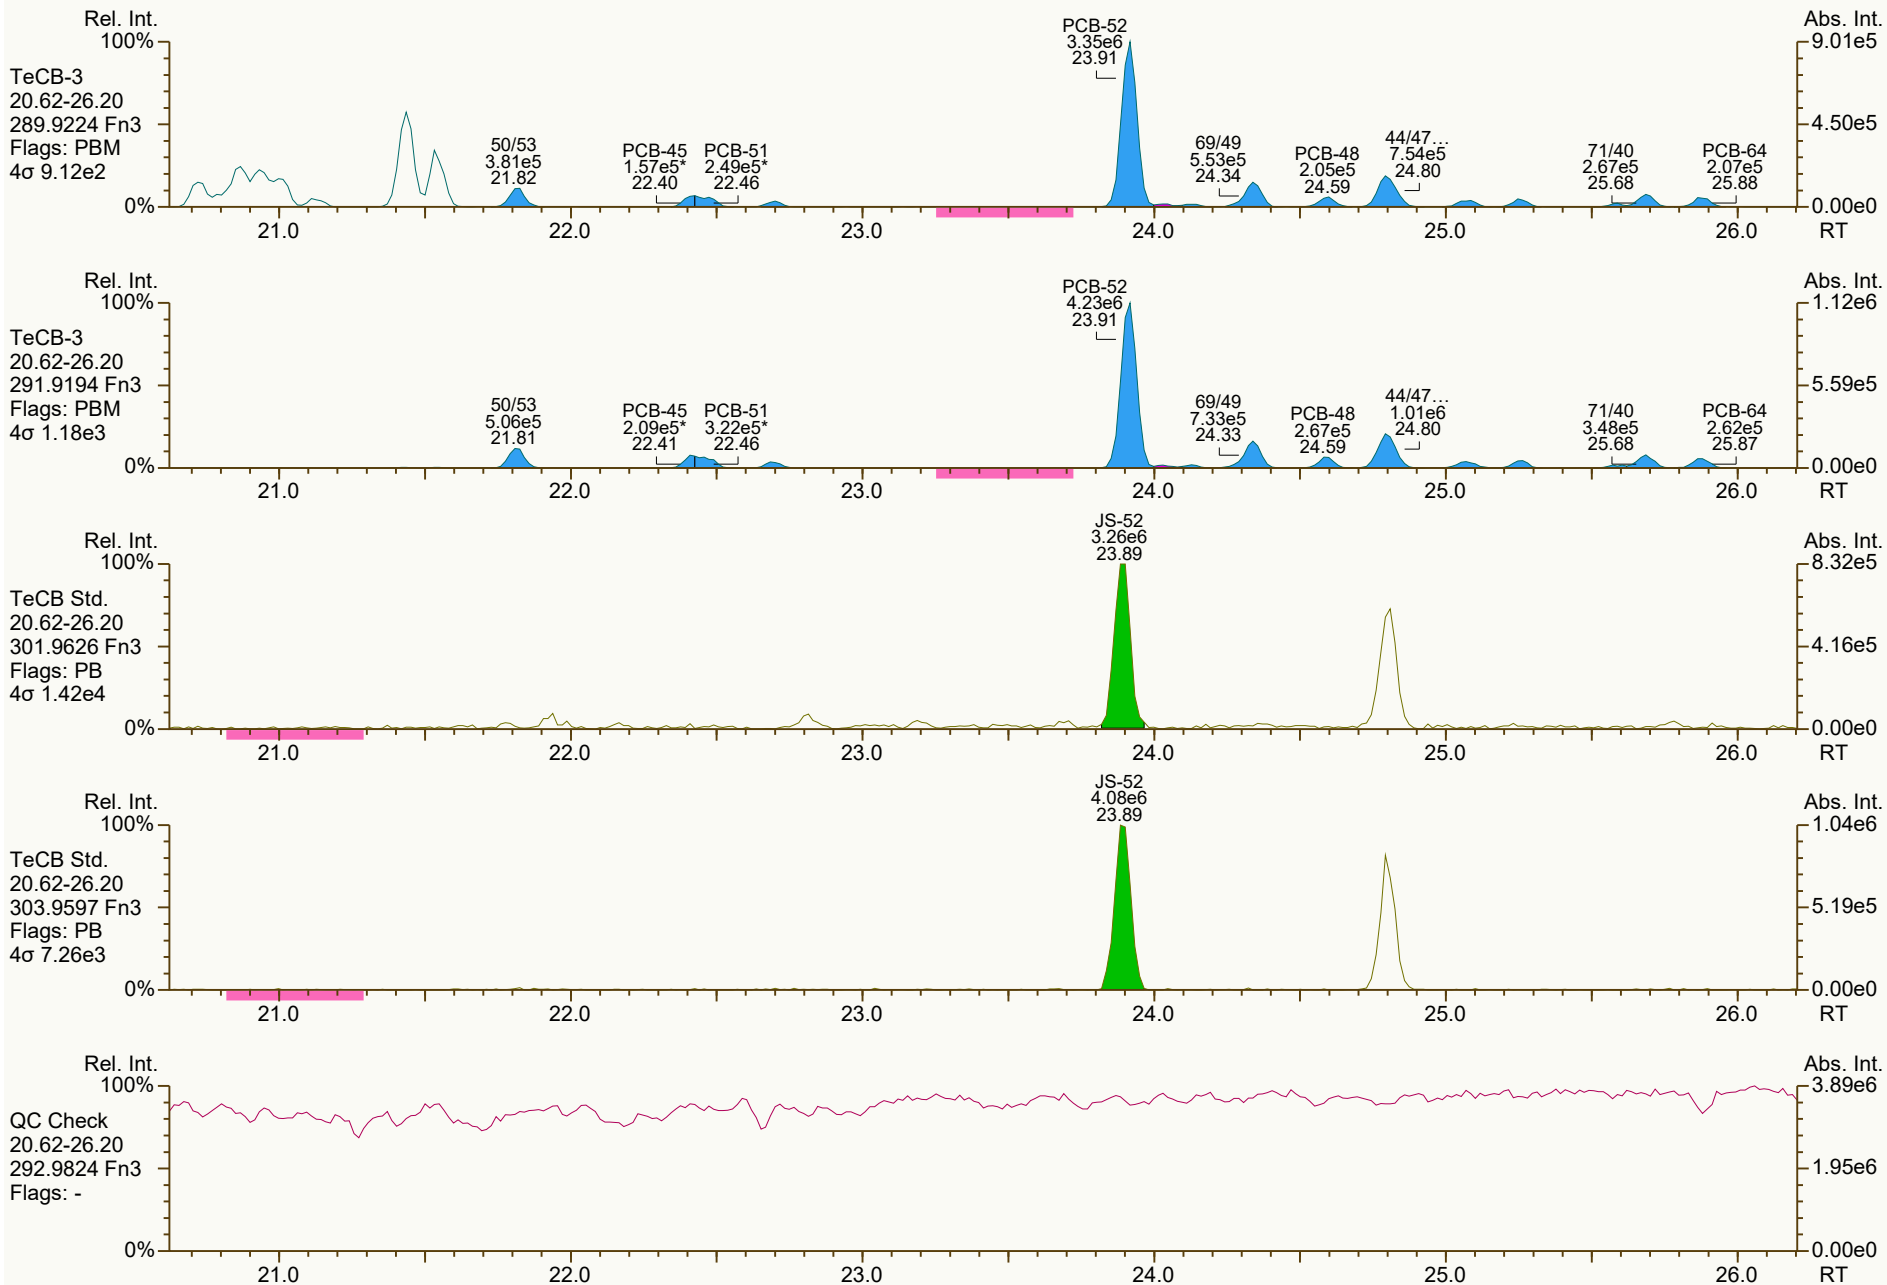 Rel. Int.
Abs. Int.
100%
9.01e5
4.50e5
0%
0.00e0
TeCB-3
20.62-26.20
289.9224 Fn3
Flags: PBM
4σ 9.12e2
50/53
3.81e5
21.82
PCB-45
1.57e5*
22.40
PCB-51
2.49e5*
22.46
PCB-52
3.35e6
23.91
69/49
5.53e5
24.34
PCB-48
2.05e5
24.59
44/47...
7.54e5
24.80
71/40
2.67e5
25.68
PCB-64
2.07e5
25.88
21.0 22.0 23.0 24.0 25.0 26.0 RT
Rel. Int.
Abs. Int.
100%
1.12e6
5.59e5
0%
0.00e0
TeCB-3
20.62-26.20
291.9194 Fn3
Flags: PBM
4σ 1.18e3
50/53
5.06e5
21.81
PCB-45
2.09e5*
22.41
PCB-51
3.22e5*
22.46
PCB-52
4.23e6
23.91
69/49
7.33e5
24.33
PCB-48
2.67e5
24.59
44/47...
1.01e6
24.80
71/40
3.48e5
25.68
PCB-64
2.62e5
25.87
21.0 22.0 23.0 24.0 25.0 26.0 RT
Rel. Int.
Abs. Int.
100%
8.32e5
4.16e5
0%
0.00e0
TeCB Std.
20.62-26.20
301.9626 Fn3
Flags: PB
4σ 1.42e4
JS-52
3.26e6
23.89
21.0 22.0 23.0 24.0 25.0 26.0 RT
Rel. Int.
Abs. Int.
100%
1.04e6
5.19e5
0%
0.00e0
TeCB Std.
20.62-26.20
303.9597 Fn3
Flags: PB
4σ 7.26e3
JS-52
4.08e6
23.89
21.0 22.0 23.0 24.0 25.0 26.0 RT
Rel. Int.
Abs. Int.
100%
3.89e6
1.95e6
0%
0.00e0
QC Check
20.62-26.20
292.9824 Fn3
Flags: -
21.0 22.0 23.0 24.0 25.0 26.0 RT